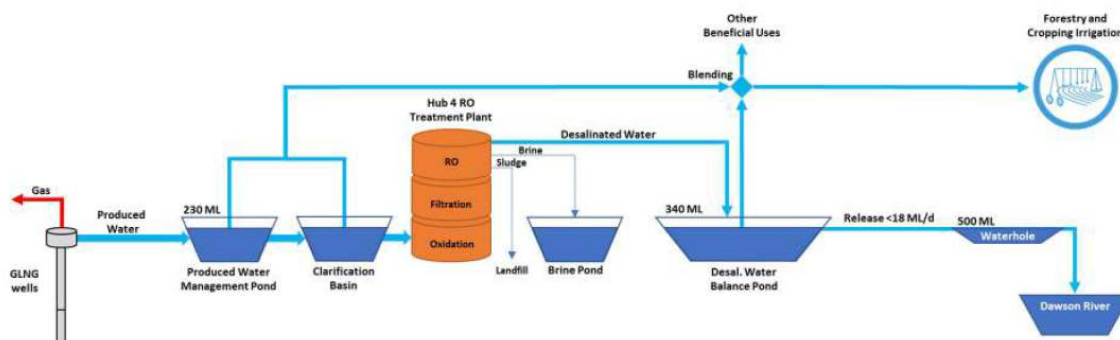 Other
Beneficial Uses
Forestry and
Cropping Irrigation
Blending
Hub 4 RO
Treatment Plant
Desalinated Water
RO
Brine
Sludge
Gas
230 ML
340 ML
Filtration
Produced
Water
Release <18 ML/d
500 ML
Waterhole
Oxidation
GLNG
wells
Produced Water
Management Pond
Clarification
Basin
Landfill
Brine Pond
Desal. Water
Balance Pond
Dawson River